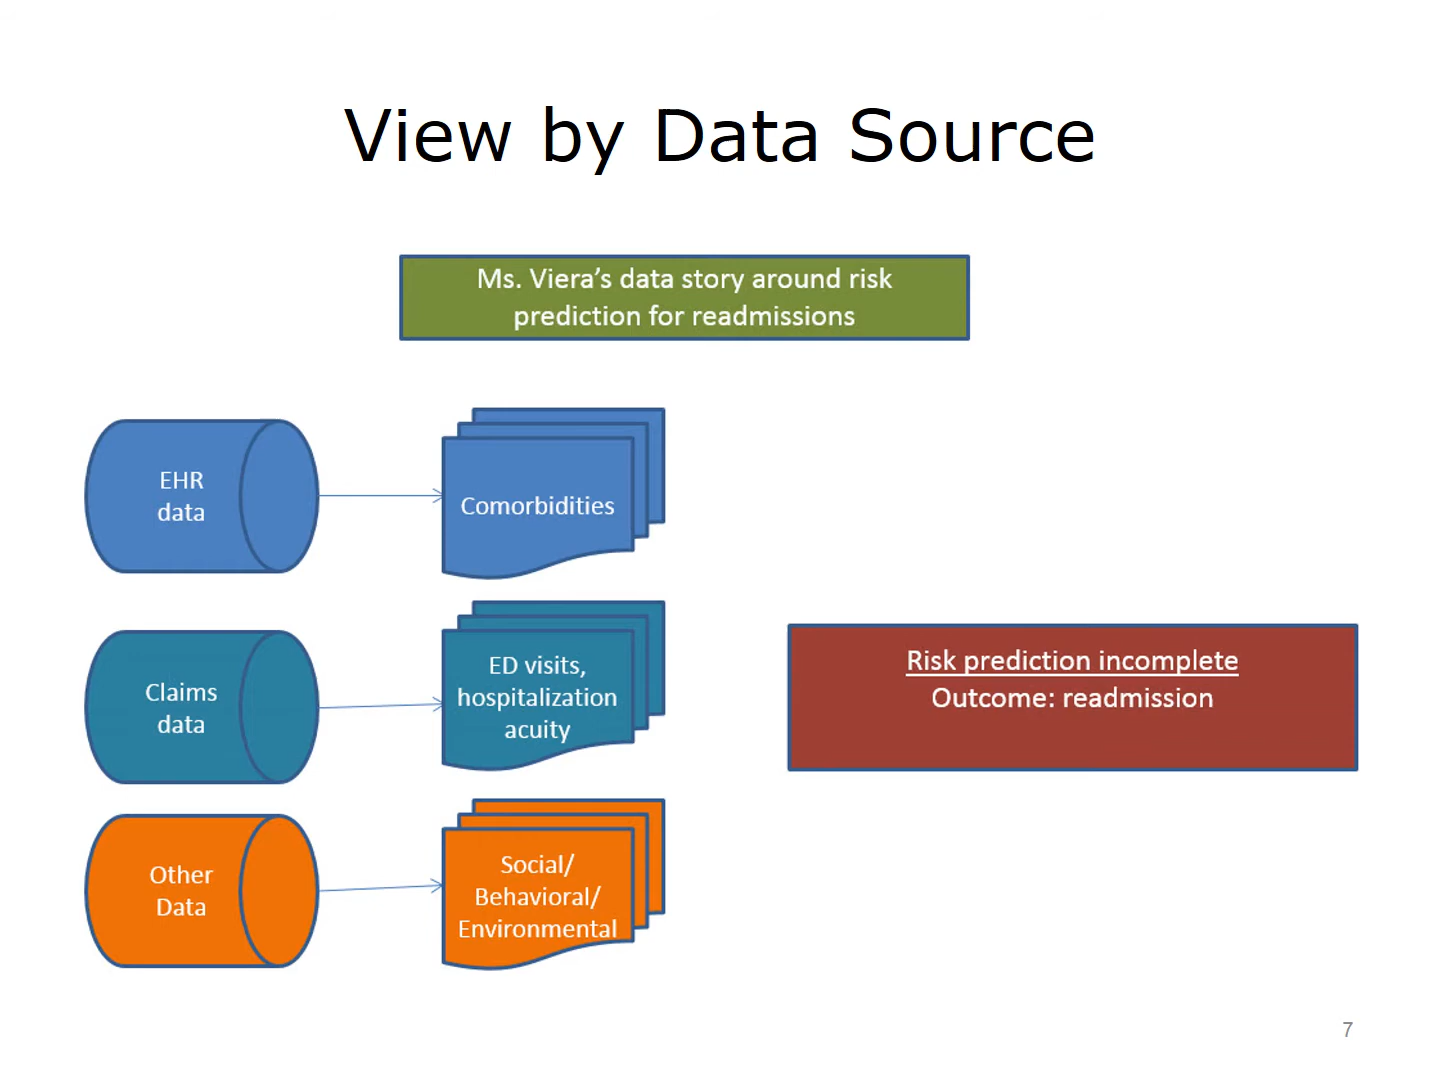 View by Data Source
Ms. Viera's data story around risk
prediction for readmissions
EHR
data
Comorbidities
Claims
data
ED visits,
hospitalization
acuity
Risk prediction incomplete
Outcome: readmission
Other
Data
Social/
Behavioral/
Environmental
7